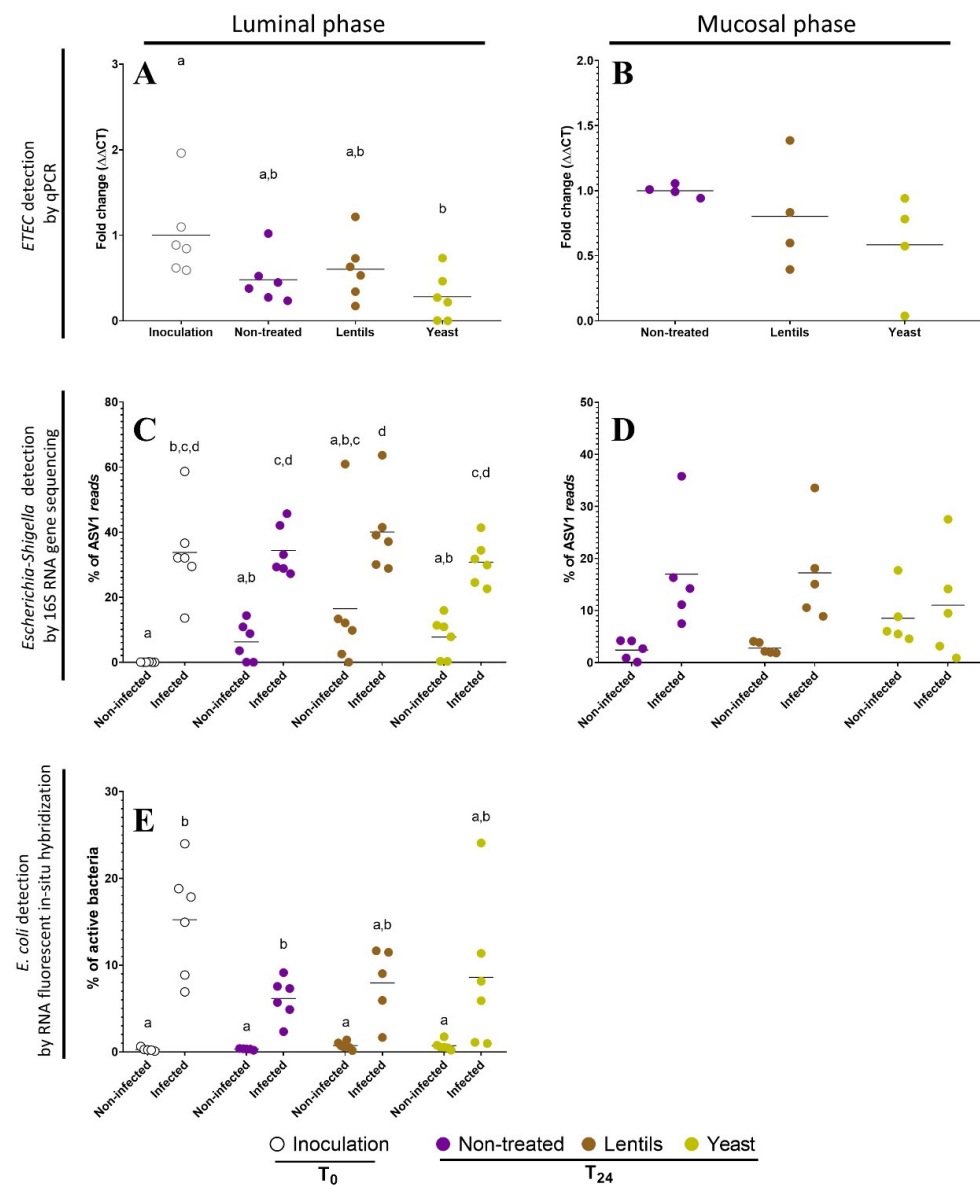 Luminal phase
Mucosal phase
ETEC detection
by qPCR
A
Fold change (ΔΔCT)
3
2
1
0
a
a,b
a,b
b
Inoculation
Non-treated
Lentils
Yeast
B
Fold change (ΔΔCT)
2.0
1.5
1.0
0.5
0.0
Non-treated
Lentils
Yeast
Escherichia-Shigella detection
by 16S RNA gene sequencing
C
% of ASV1 reads
80
60
40
20
0
a
b,c,d
a,b
c,d
a,b,c
d
a,b
c,d
Non-infected
Infected
Non-infected
Infected
Non-infected
Infected
Non-infected
Infected
D
% of ASV1 reads
50
40
30
20
10
0
Non-infected
Infected
Non-infected
Infected
Non-infected
Infected
E. coli detection
by RNA fluorescent in-situ hybridization
E
% of active bacteria
30
20
10
0
a
b
a
b
a
a,b
a
a,b
Non-infected
Infected
Non-infected
Infected
Non-infected
Infected
Non-infected
Infected
Inoculation
Non-treated
Lentils
Yeast
T0
T24